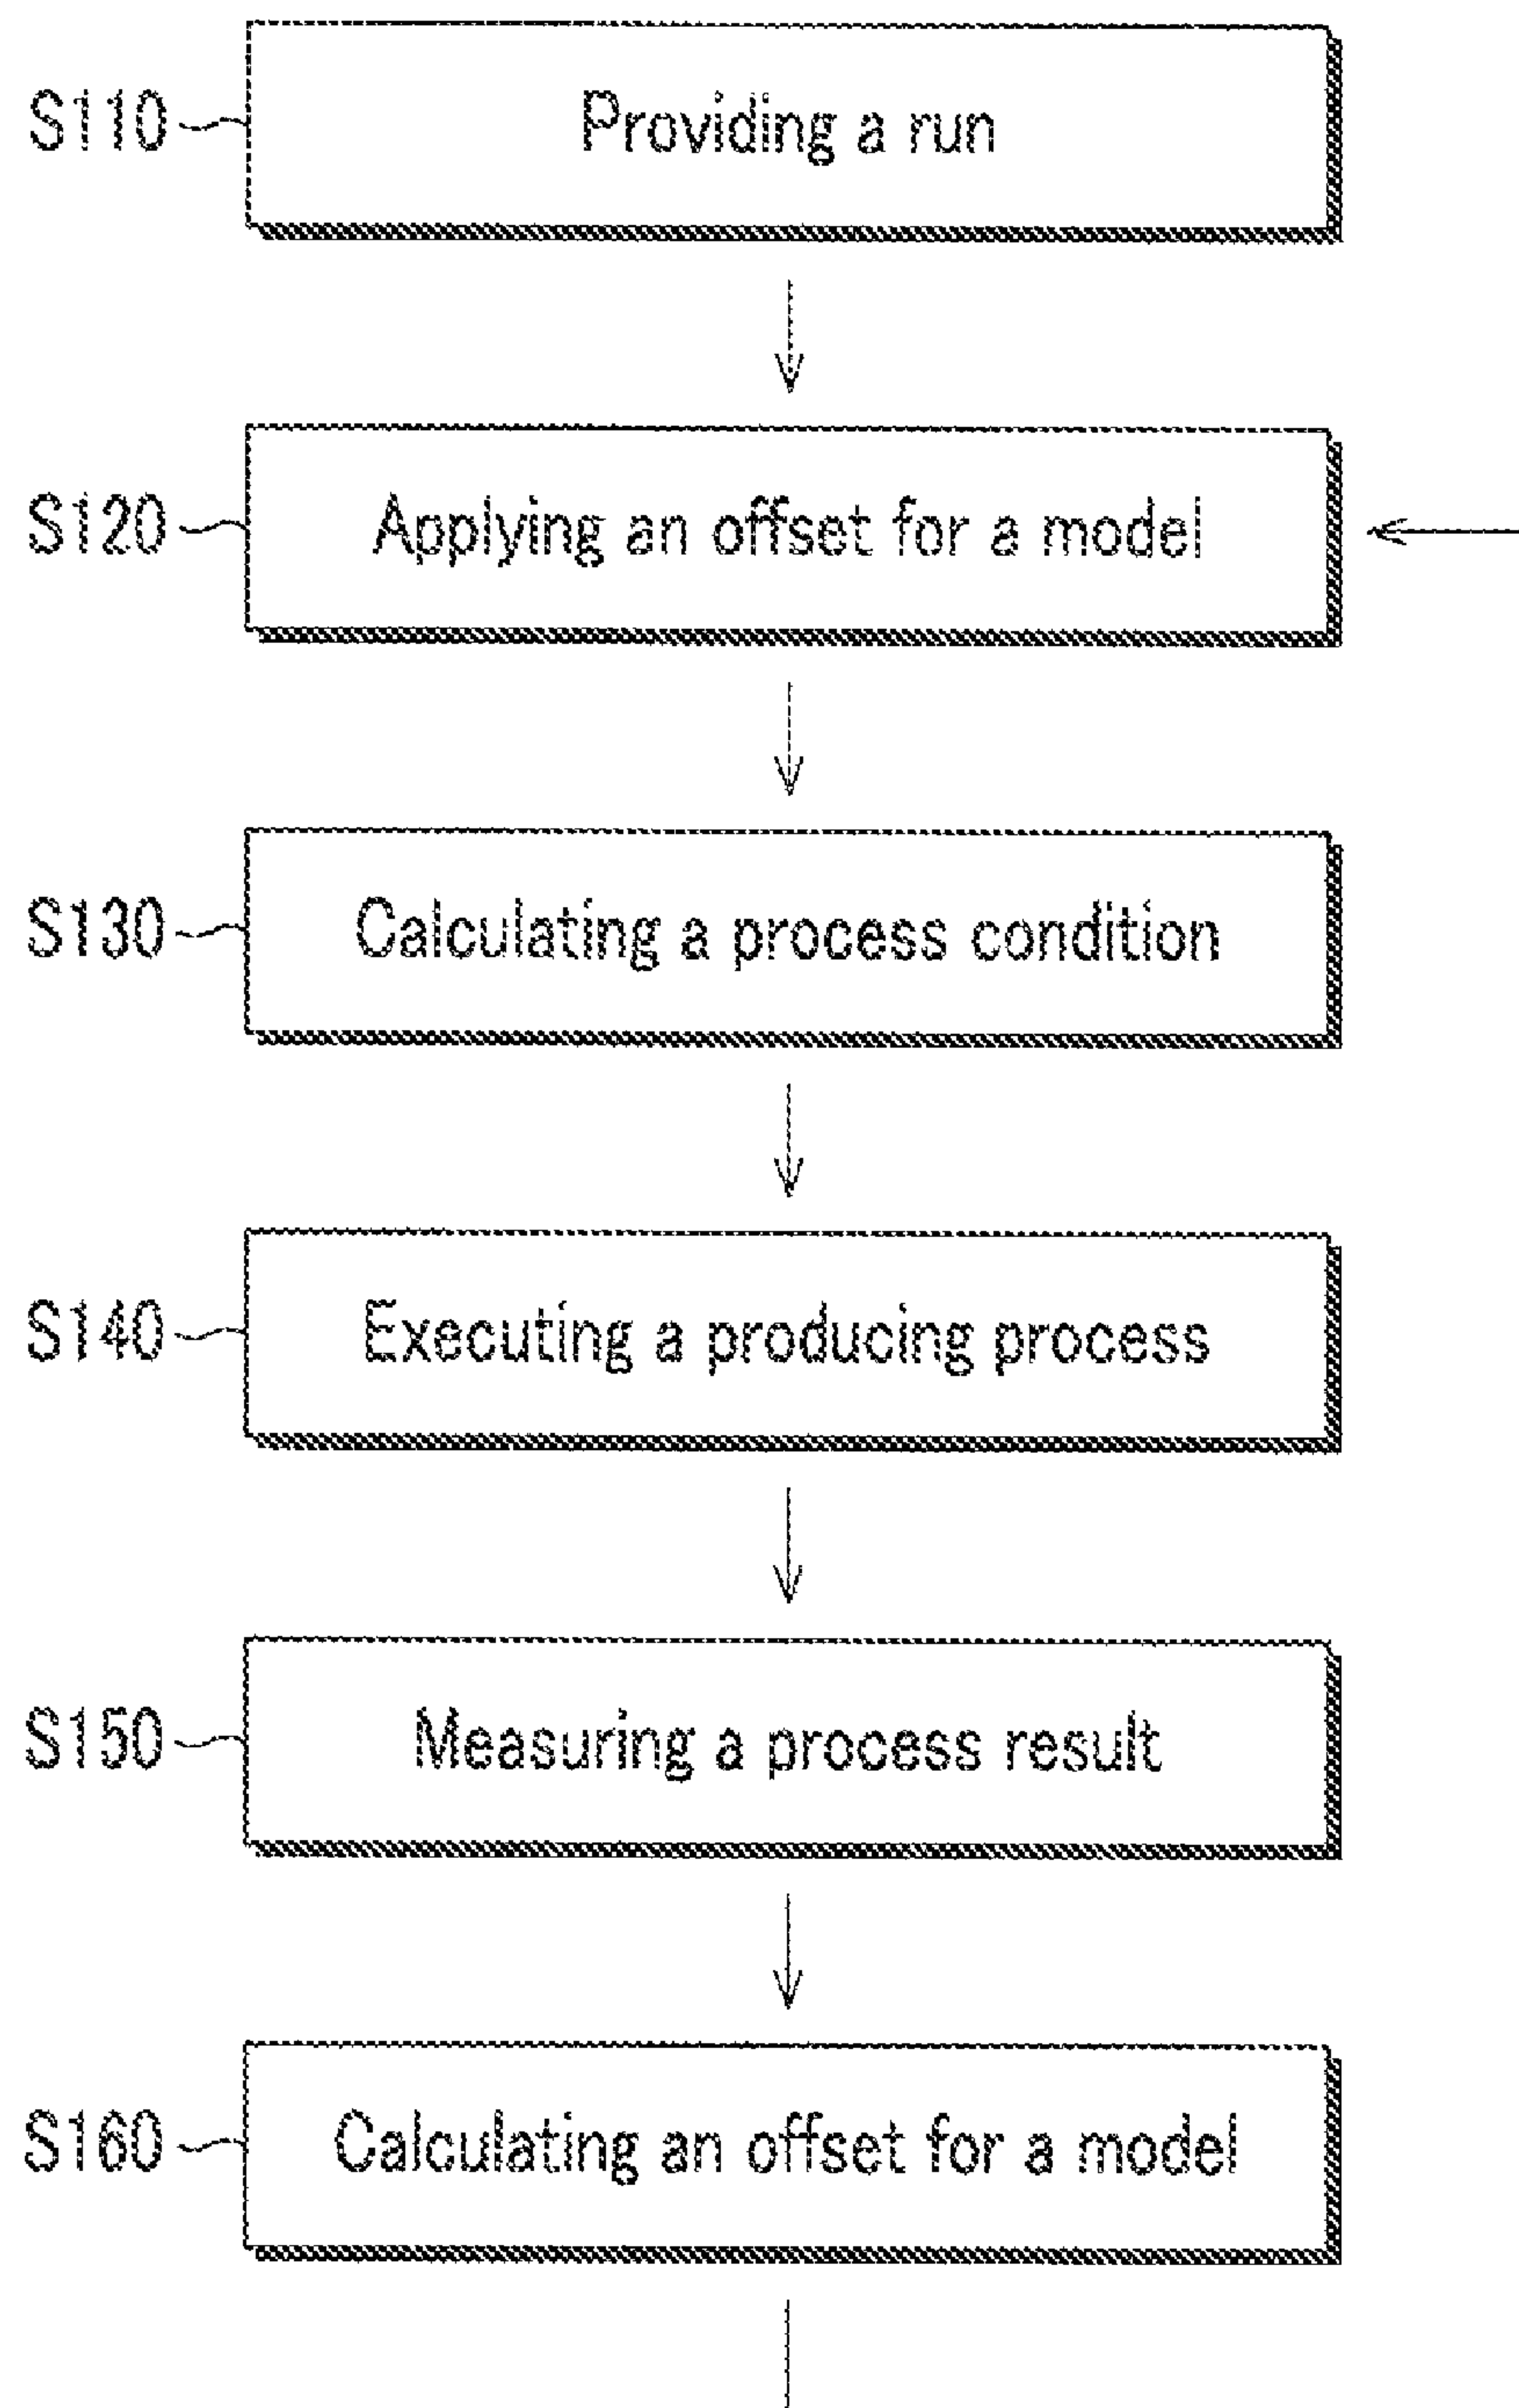 S110 Providing a run
S120 Applying an offset for a model
S130 Calculating a process condition
S140 Executing a producing process
S150 Measuring a process result
S160 Calculating an offset for a model